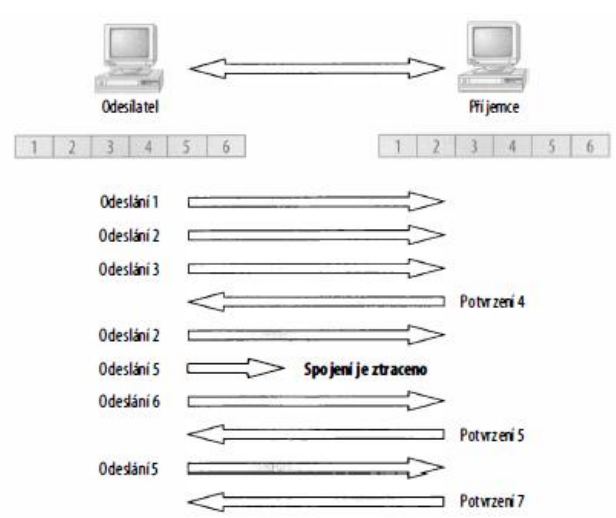 Odesílatel
Příjemce
1 2 3 4 5 6
1 2 3 4 5 6
Odeslání 1
Odeslání 2
Odeslání 3
Potvrzení 4
Odeslání 2
Odeslání 5
Spojení je ztraceno
Odeslání 6
Potvrzení 5
Odeslání 5
Potvrzení 7